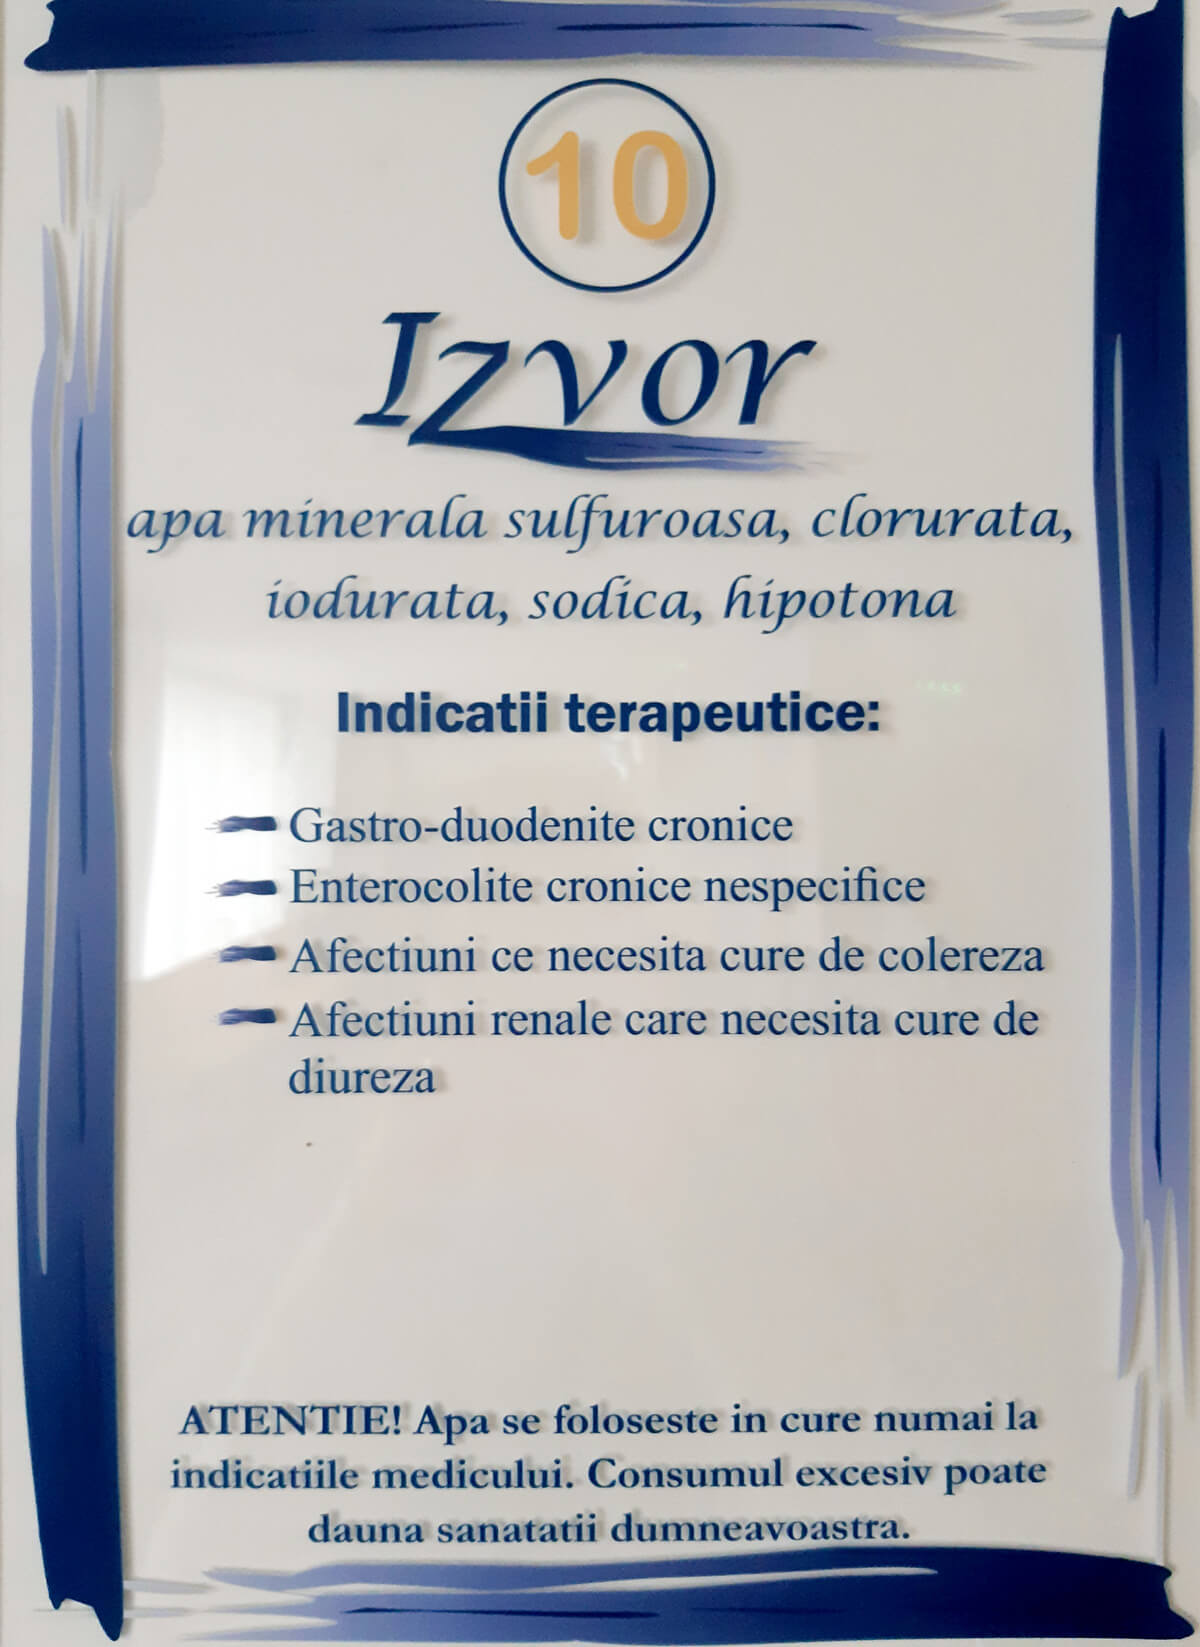 10
Izvor
apa minerala sulfuroasa, clorurata,
iodurata, sodica, hipotona
Indicatii terapeutice:
Gastro-duodenite cronice
Enterocolite cronice nespecifice
Afectiuni ce necesita cure de colereza
Afectiuni renale care necesita cure de
diureza
ATENTIE! Apa se foloseste in cure numai la
indicatiile medicului. Consumul excesiv poate
dauna sanatatii dumneavoastra.